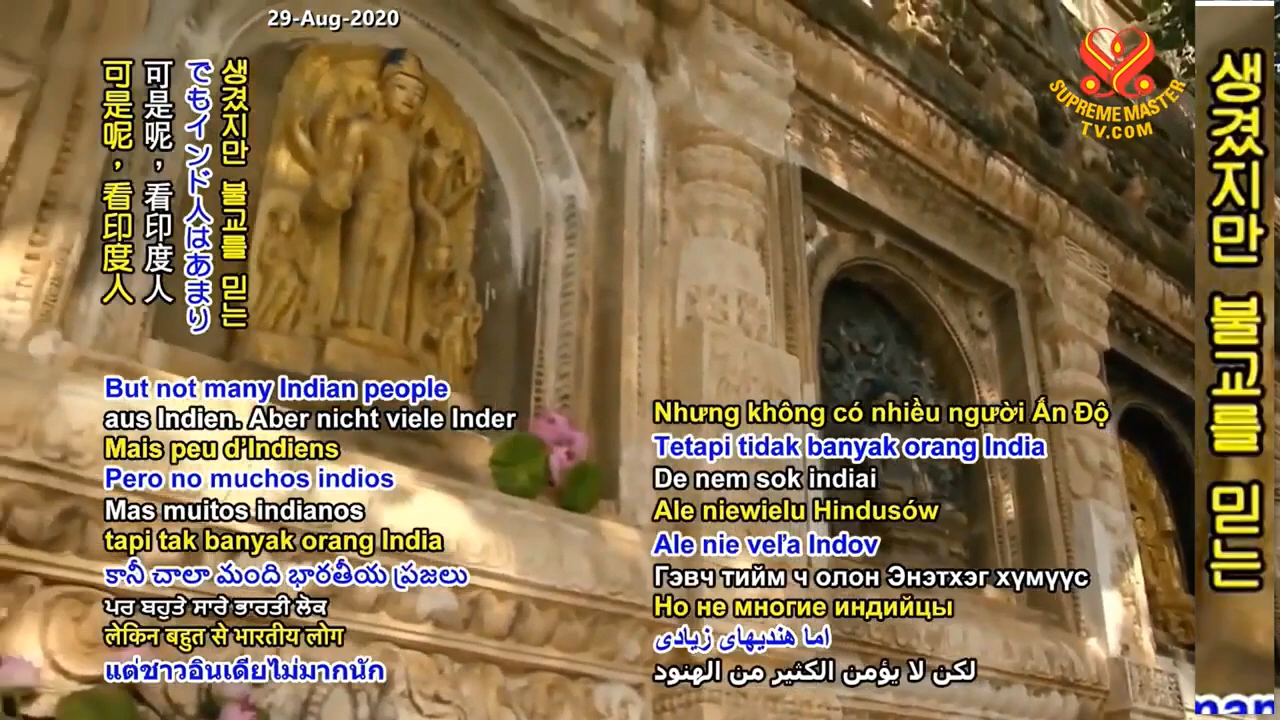 29-Aug-2020
SUPREME MASTER
TV.COM
생겼지만 불교를 믿는
でもインド人はあまり
可是呢，看印度人
可是呢，看印度人
But not many Indian people
aus Indien. Aber nicht viele Inder
Mais peu d’Indiens
Pero no muchos indios
Mas muitos indianos
tapi tak banyak orang India
కానీ చాలా మంది భారతీయ ప్రజలు
ਪਰ ਬਹੁਤੇ ਸਾਰੇ ਭਾਰਤੀ ਲੋਕ
लेकिन बहुत से भारतीय लोग
แต่ชาวอินเดียไม่มากนัก
Nhưng không có nhiều người Ấn Độ
Tetapi tidak banyak orang India
De nem sok indiai
Ale niewielu Hindusów
Ale nie veľa Indov
Гэвч тийм ч олон Энэтхэг хүмүүс
Но не многие индийцы
اما هندیهای زیادی
لكن لا يؤمن الكثير من الهنود
생겼지만 불교를 믿는